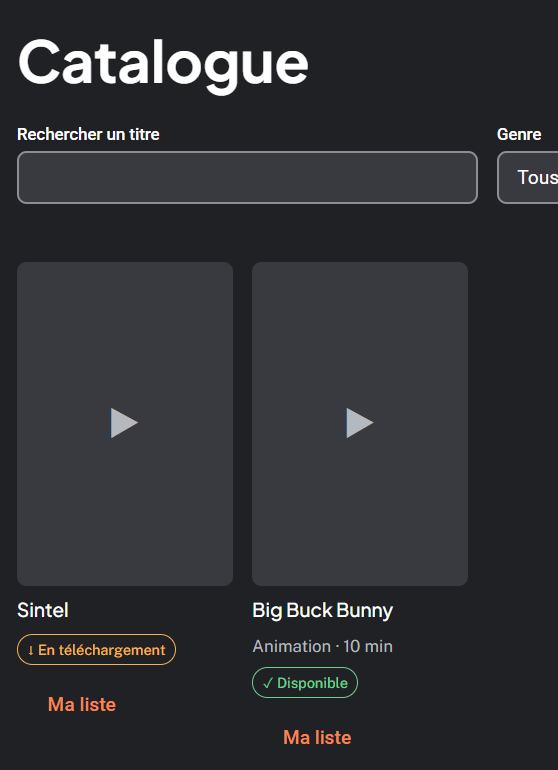 Catalogue
Rechercher un titre
Genre
Tous
Sintel
↓ En téléchargement
Ma liste
Big Buck Bunny
Animation · 10 min
✓ Disponible
Ma liste